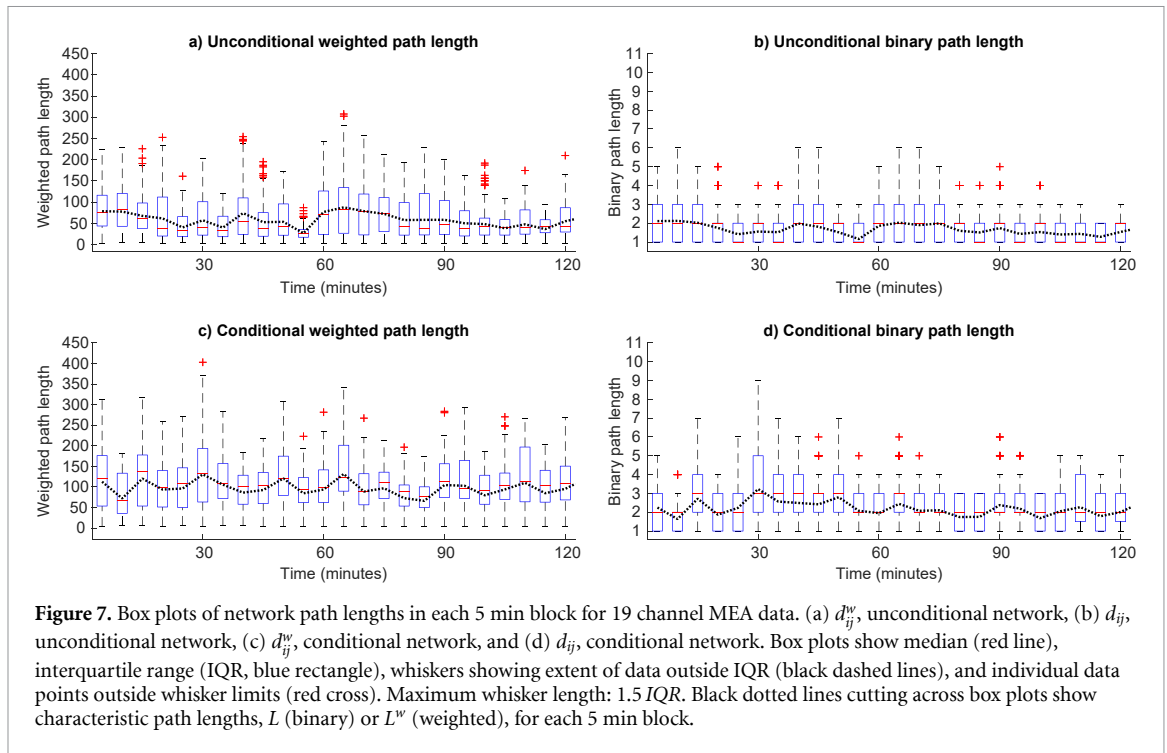 a) Unconditional weighted path length
450
400
350
300
250
200
150
100
50
0
Weighted path length
30 60 90 120
Time (minutes)
b) Unconditional binary path length
11
10
9
8
7
6
5
4
3
2
1
Binary path length
30 60 90 120
Time (minutes)
c) Conditional weighted path length
450
400
350
300
250
200
150
100
50
0
Weighted path length
30 60 90 120
Time (minutes)
d) Conditional binary path length
11
10
9
8
7
6
5
4
3
2
1
Binary path length
30 60 90 120
Time (minutes)
Figure 7. Box plots of network path lengths in each 5 min block for 19 channel MEA data. (a) d_{ij}^w, unconditional network, (b) d_{ij},
unconditional network, (c) d_{ij}^w, conditional network, and (d) d_{ij}, conditional network. Box plots show median (red line),
interquartile range (IQR, blue rectangle), whiskers showing extent of data outside IQR (black dashed lines), and individual data
points outside whisker limits (red cross). Maximum whisker length: 1.5 IQR. Black dotted lines cutting across box plots show
characteristic path lengths, L (binary) or L^w (weighted), for each 5 min block.